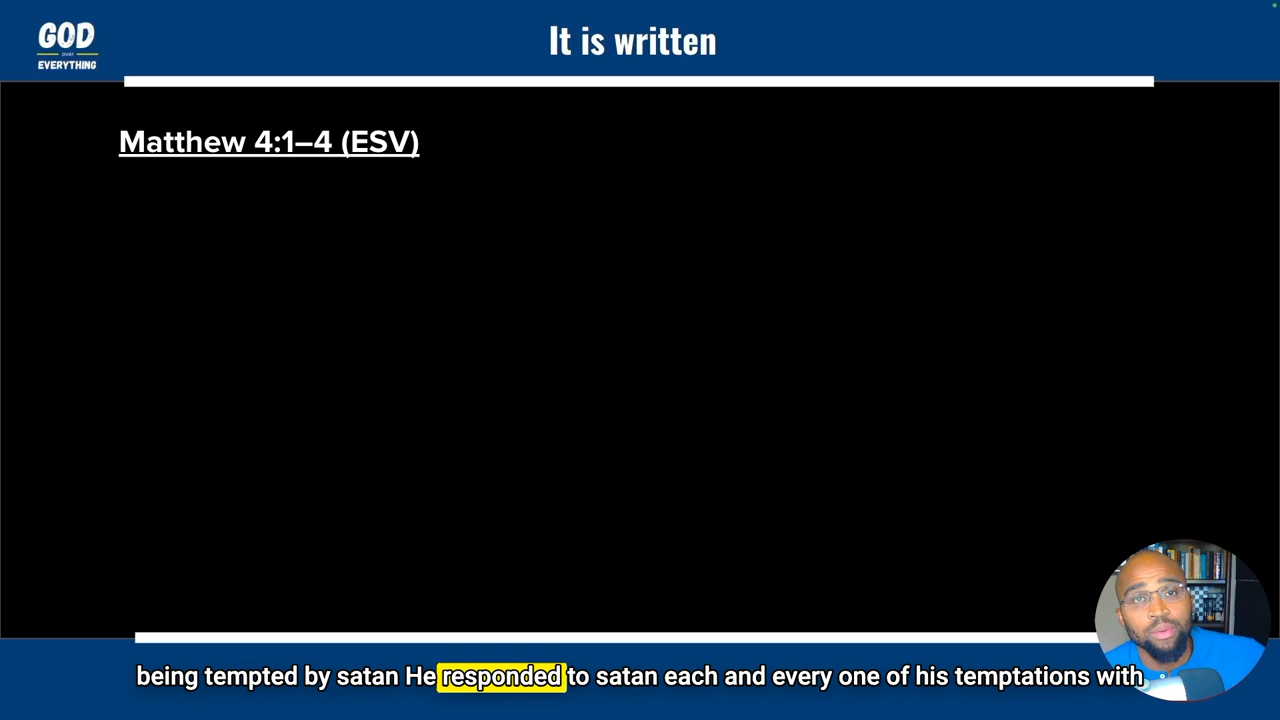 GOD
OVER
EVERYTHING
It is written
Matthew 4:1–4 (ESV)
being tempted by satan He responded to satan each and every one of his temptations with